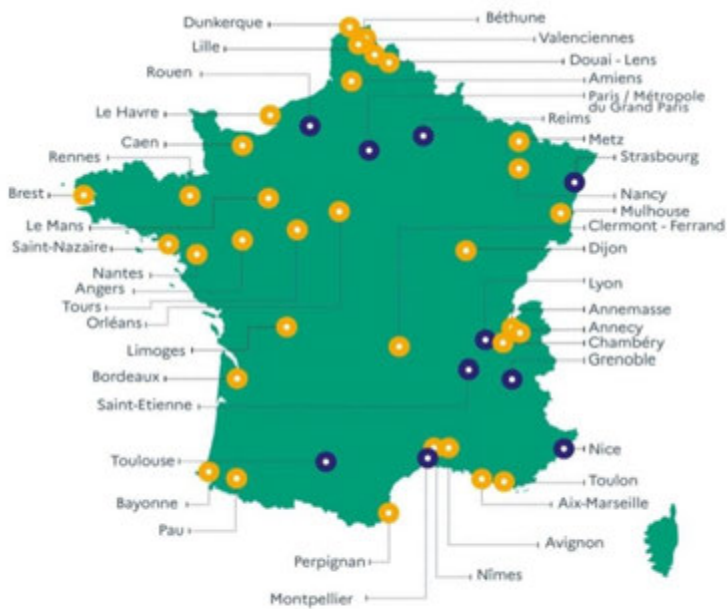 Dunkerque
Béthune
Lille
Valenciennes
Douai - Lens
Rouen
Amiens
Paris / Métropole
du Grand Paris
Le Havre
Reims
Caen
Metz
Rennes
Strasbourg
Brest
Nancy
Le Mans
Mulhouse
Saint-Nazaire
Clermont - Ferrand
Dijon
Nantes
Angers
Lyon
Tours
Annemasse
Orléans
Annecy
Limoges
Chambéry
Grenoble
Bordeaux
Saint-Etienne
Toulouse
Nice
Toulon
Bayonne
Aix-Marseille
Pau
Avignon
Perpignan
Nîmes
Montpellier